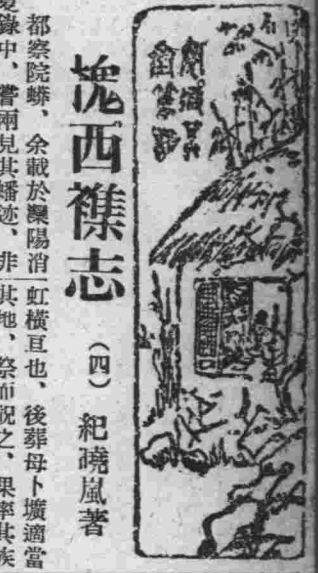 槐西襍志
(四)
紀曉嵐著
都察院蟒、余載於灤陽消
夏錄中、嘗兩見其蟠迹、非
虹橫亘也、後葬母卜壙適當
其地、祭而祝之、果率其族